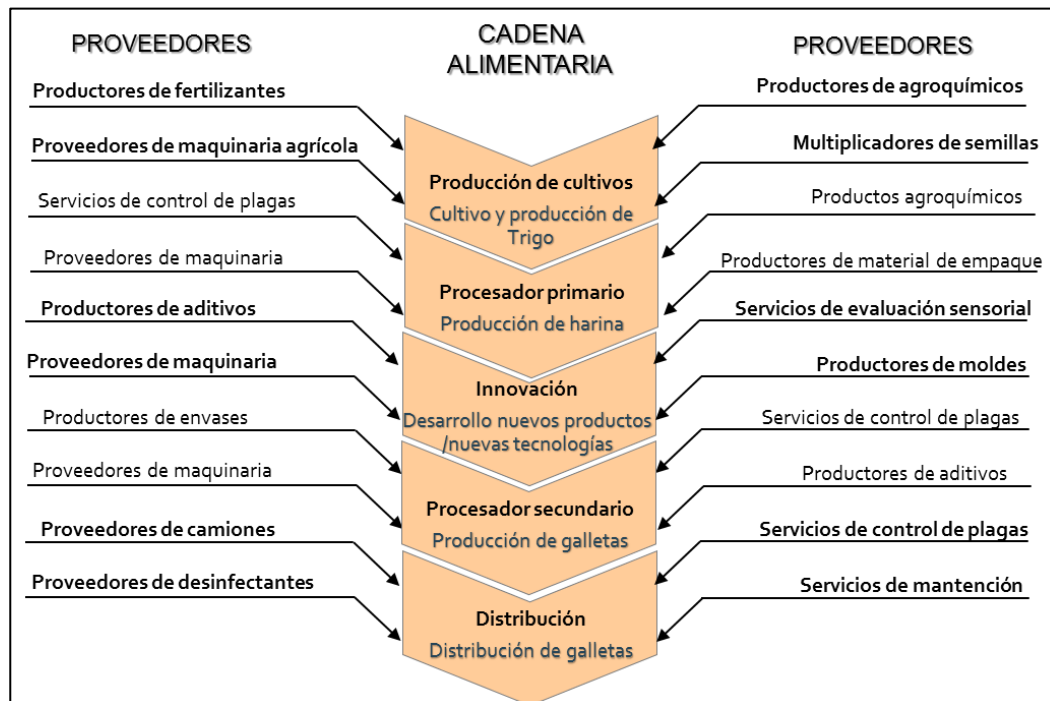 PROVEEDORES
CADENA
ALIMENTARIA
PROVEEDORES
Productores de fertilizantes
Productores de agroquímicos
Proveedores de maquinaria agrícola
Multiplicadores de semillas
Producción de cultivos
Servicios de control de plagas
Productos agroquímicos
Cultivo y producción de
Trigo
Proveedores de maquinaria
Productores de material de empaque
Procesador primario
Productores de aditivos
Servicios de evaluación sensorial
Producción de harina
Proveedores de maquinaria
Productores de moldes
Innovación
Productores de envases
Servicios de control de plagas
Desarrollo nuevos productos
/nuevas tecnologías
Proveedores de maquinaria
Productores de aditivos
Procesador secundario
Proveedores de camiones
Servicios de control de plagas
Producción de galletas
Proveedores de desinfectantes
Servicios de mantención
Distribución
Distribución de galletas